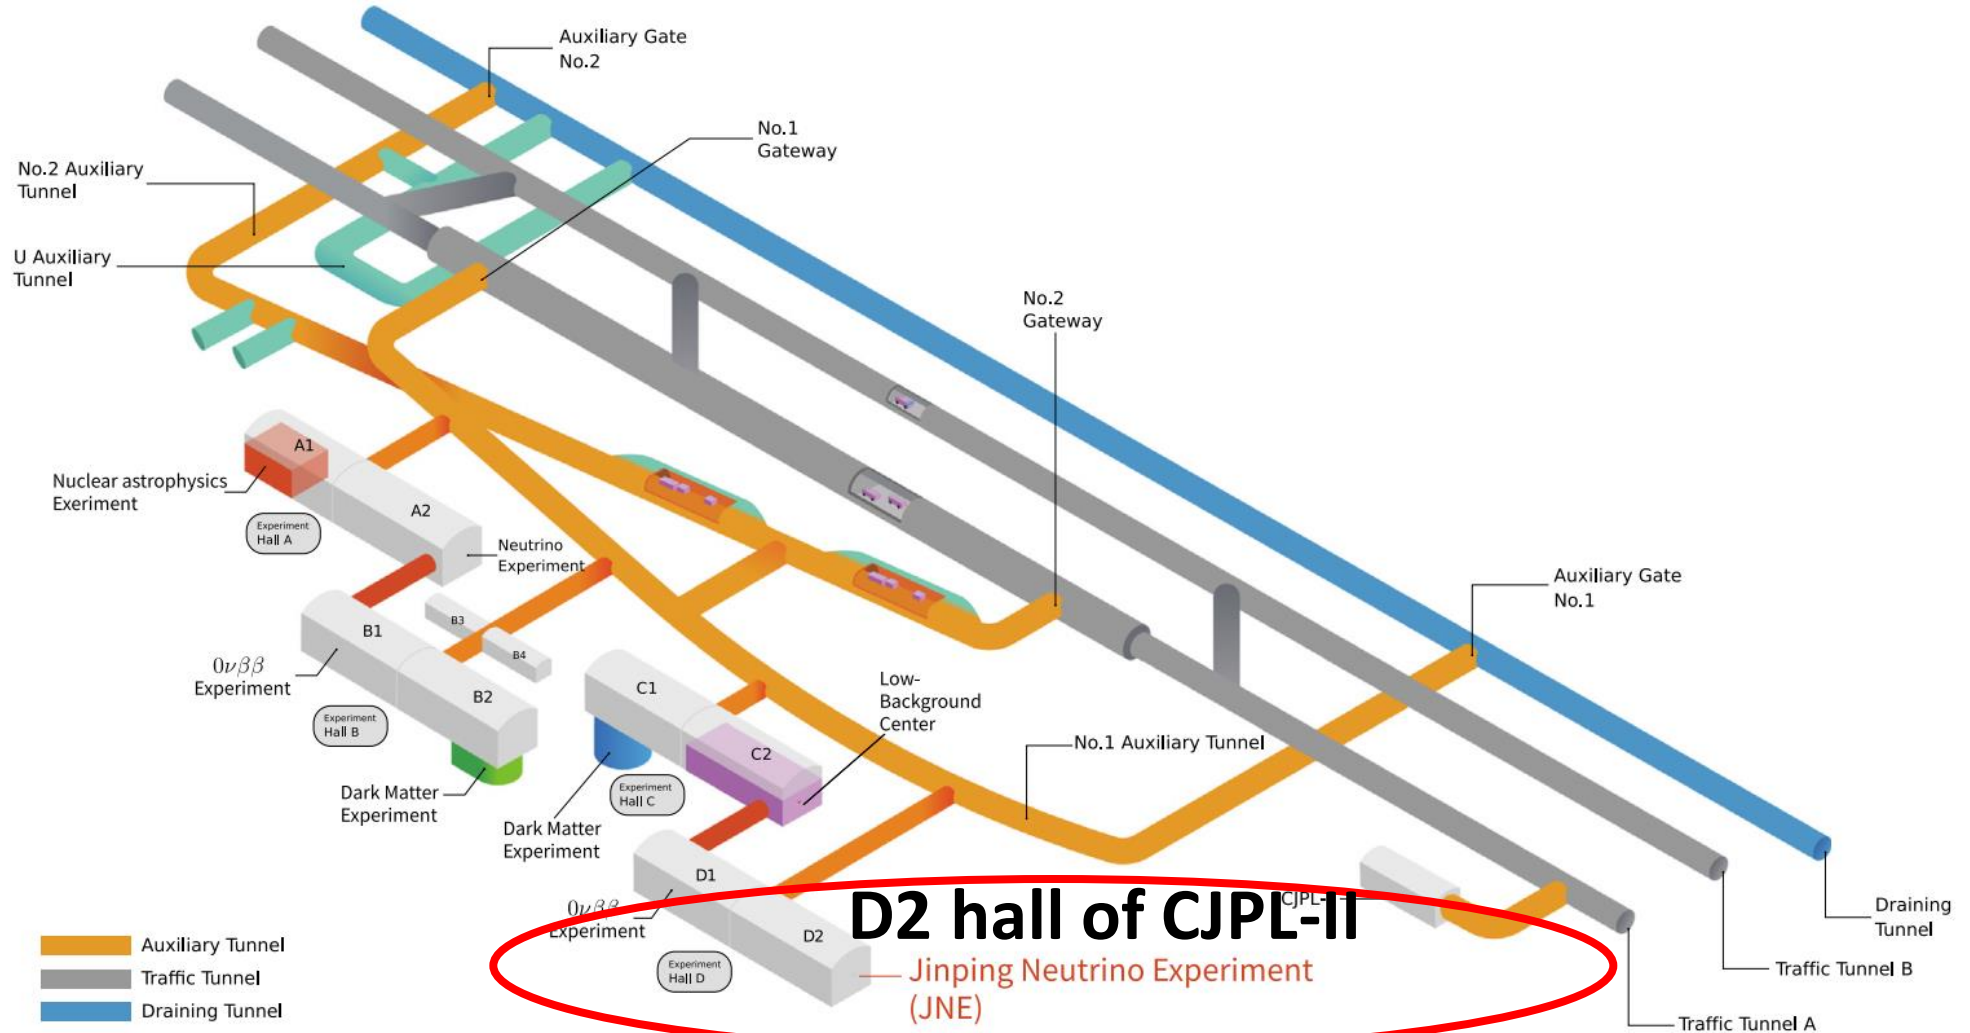 Auxiliary Gate
No.2
No.1
Gateway
No.2 Auxiliary
Tunnel
U Auxiliary
Tunnel
No.2
Gateway
A1
Nuclear astrophysics
Exeriment
A2
Experiment
Hall A
Neutrino
Experiment
Auxiliary Gate
No.1
B3
B1
B4
0νββ
Experiment
B2
C1
Low-
Background
Center
Experiment
Hall B
No.1 Auxiliary Tunnel
C2
Dark Matter
Experiment
Experiment
Hall C
Dark Matter
Experiment
D1
0νββ
Experiment
D2 hall of CJPL-II
CJPL-
Draining
Tunnel
D2
Experiment
Hall D
Jinping Neutrino Experiment
(JNE)
Traffic Tunnel B
Traffic Tunnel A
Auxiliary Tunnel
Traffic Tunnel
Draining Tunnel